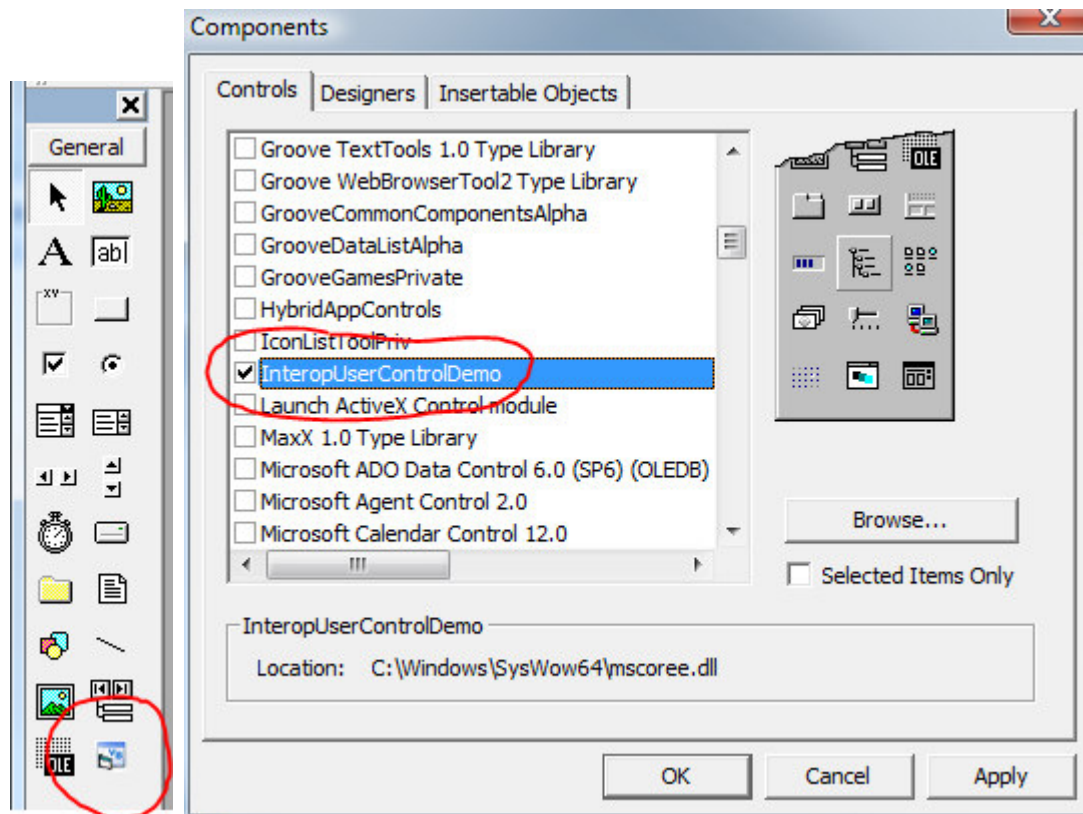 Components
Controls
Designers
Insertable Objects
General
A
ab
XY
OLE
Groove TextTools 1.0 Type Library
Groove WebBrowserTool2 Type Library
GrooveCommonComponentsAlpha
GrooveDataListAlpha
GrooveGamesPrivate
HybridAppControls
IconListToolPriv
InteropUserControlDemo
Launch ActiveX Control module
MaxX 1.0 Type Library
Microsoft ADO Data Control 6.0 (SP6) (OLEDB)
Microsoft Agent Control 2.0
Microsoft Calendar Control 12.0
OLE
Browse...
Selected Items Only
InteropUserControlDemo
Location: C:\Windows\SysWow64\mscoree.dll
OK
Cancel
Apply